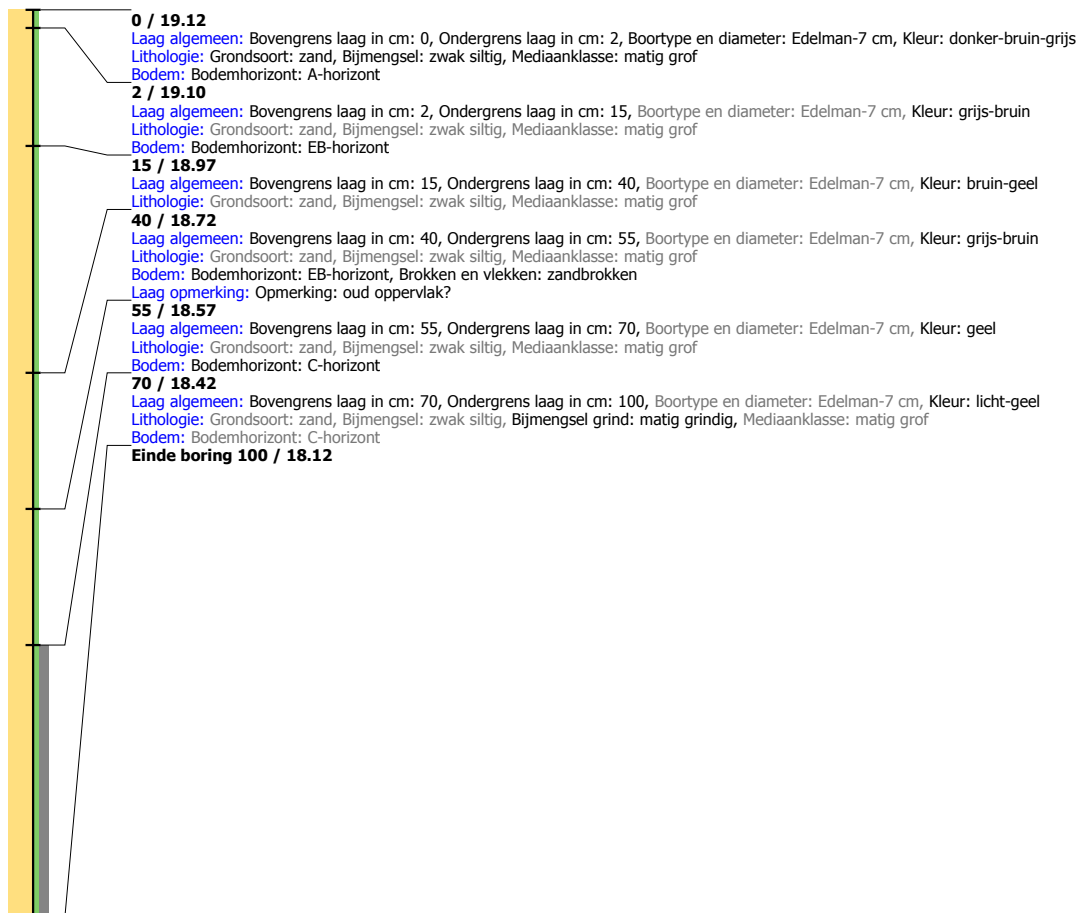 0 / 19.12
Laag algemeen: Bovengrens laag in cm: 0, Ondergrens laag in cm: 2, Boortype en diameter: Edelman-7 cm, Kleur: donker-bruin-grijs
Lithologie: Grondsoort: zand, Bijmengsel: zwak siltig, Mediaanklasse: matig grof
Bodem: Bodemhorizont: A-horizont
2 / 19.10
Laag algemeen: Bovengrens laag in cm: 2, Ondergrens laag in cm: 15, Boortype en diameter: Edelman-7 cm, Kleur: grijs-bruin
Lithologie: Grondsoort: zand, Bijmengsel: zwak siltig, Mediaanklasse: matig grof
Bodem: Bodemhorizont: EB-horizont
15 / 18.97
Laag algemeen: Bovengrens laag in cm: 15, Ondergrens laag in cm: 40, Boortype en diameter: Edelman-7 cm, Kleur: bruin-geel
Lithologie: Grondsoort: zand, Bijmengsel: zwak siltig, Mediaanklasse: matig grof
40 / 18.72
Laag algemeen: Bovengrens laag in cm: 40, Ondergrens laag in cm: 55, Boortype en diameter: Edelman-7 cm, Kleur: grijs-bruin
Lithologie: Grondsoort: zand, Bijmengsel: zwak siltig, Mediaanklasse: matig grof
Bodem: Bodemhorizont: EB-horizont, Brokken en vlekken: zandbrokken
Laag opmerking: Opmerking: oud oppervlak?
55 / 18.57
Laag algemeen: Bovengrens laag in cm: 55, Ondergrens laag in cm: 70, Boortype en diameter: Edelman-7 cm, Kleur: geel
Lithologie: Grondsoort: zand, Bijmengsel: zwak siltig, Mediaanklasse: matig grof
Bodem: Bodemhorizont: C-horizont
70 / 18.42
Laag algemeen: Bovengrens laag in cm: 70, Ondergrens laag in cm: 100, Boortype en diameter: Edelman-7 cm, Kleur: licht-geel
Lithologie: Grondsoort: zand, Bijmengsel: zwak siltig, Bijmengsel grind: matig grindig, Mediaanklasse: matig grof
Bodem: Bodemhorizont: C-horizont
Einde boring 100 / 18.12